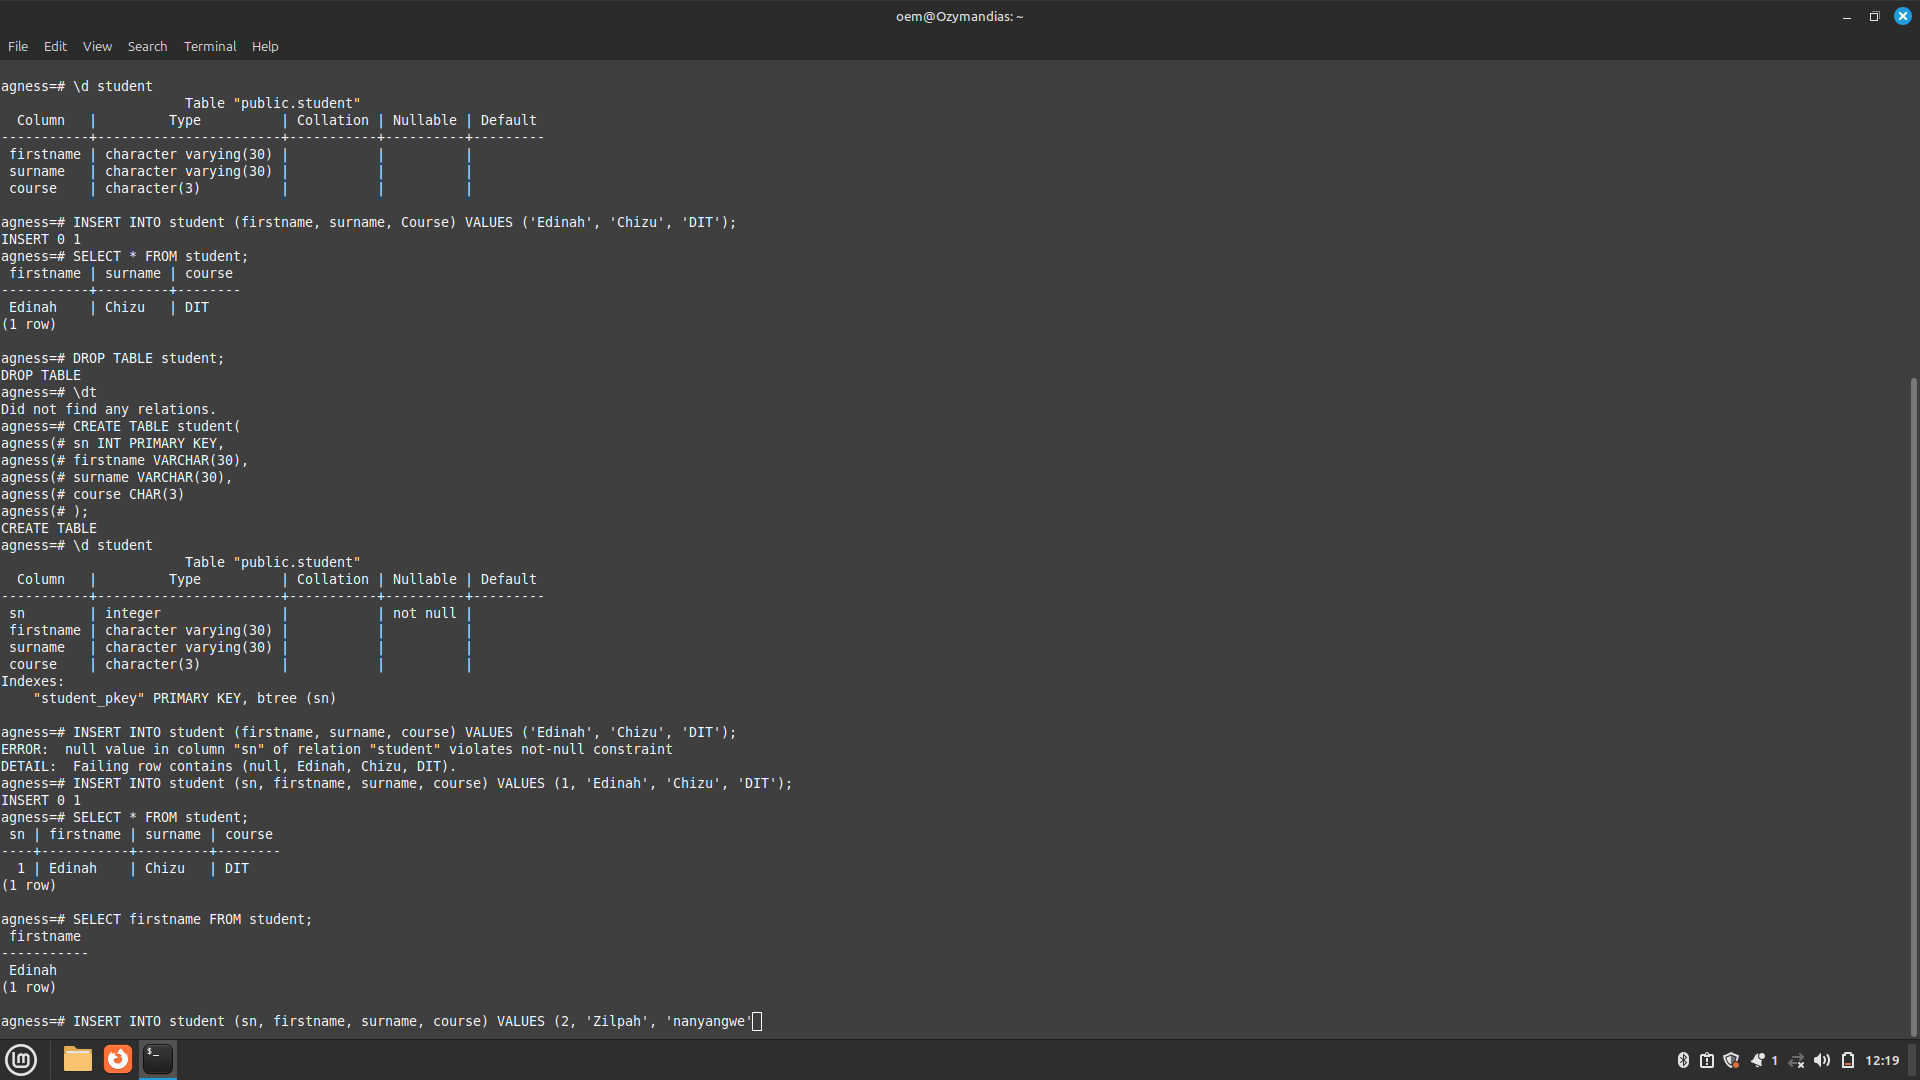 oem@Ozymandias: ~
File Edit View Search Terminal Help
agness=# \d student
                       Table "public.student"
  Column   |         Type          | Collation | Nullable | Default
-----------+-----------------------+-----------+----------+---------
 firstname | character varying(30) |           |          |
 surname   | character varying(30) |           |          |
 course    | character(3)          |           |          |
agness=# INSERT INTO student (firstname, surname, Course) VALUES ('Edinah', 'Chizu', 'DIT');
INSERT 0 1
agness=# SELECT * FROM student;
 firstname | surname | course
-----------+---------+--------
 Edinah    | Chizu   | DIT
(1 row)
agness=# DROP TABLE student;
DROP TABLE
agness=# \dt
Did not find any relations.
agness=# CREATE TABLE student(
agness(# sn INT PRIMARY KEY,
agness(# firstname VARCHAR(30),
agness(# surname VARCHAR(30),
agness(# course CHAR(3)
agness(# );
CREATE TABLE
agness=# \d student
                       Table "public.student"
  Column   |         Type          | Collation | Nullable | Default
-----------+-----------------------+-----------+----------+---------
 sn        | integer               |           | not null |
 firstname | character varying(30) |           |          |
 surname   | character varying(30) |           |          |
 course    | character(3)          |           |          |
Indexes:
    "student_pkey" PRIMARY KEY, btree (sn)
agness=# INSERT INTO student (firstname, surname, course) VALUES ('Edinah', 'Chizu', 'DIT');
ERROR:  null value in column "sn" of relation "student" violates not-null constraint
DETAIL:  Failing row contains (null, Edinah, Chizu, DIT).
agness=# INSERT INTO student (sn, firstname, surname, course) VALUES (1, 'Edinah', 'Chizu', 'DIT');
INSERT 0 1
agness=# SELECT * FROM student;
 sn | firstname | surname | course
----+-----------+---------+--------
  1 | Edinah    | Chizu   | DIT
(1 row)
agness=# SELECT firstname FROM student;
 firstname
-----------
 Edinah
(1 row)
agness=# INSERT INTO student (sn, firstname, surname, course) VALUES (2, 'Zilpah', 'nanyangwe'
1 12:19